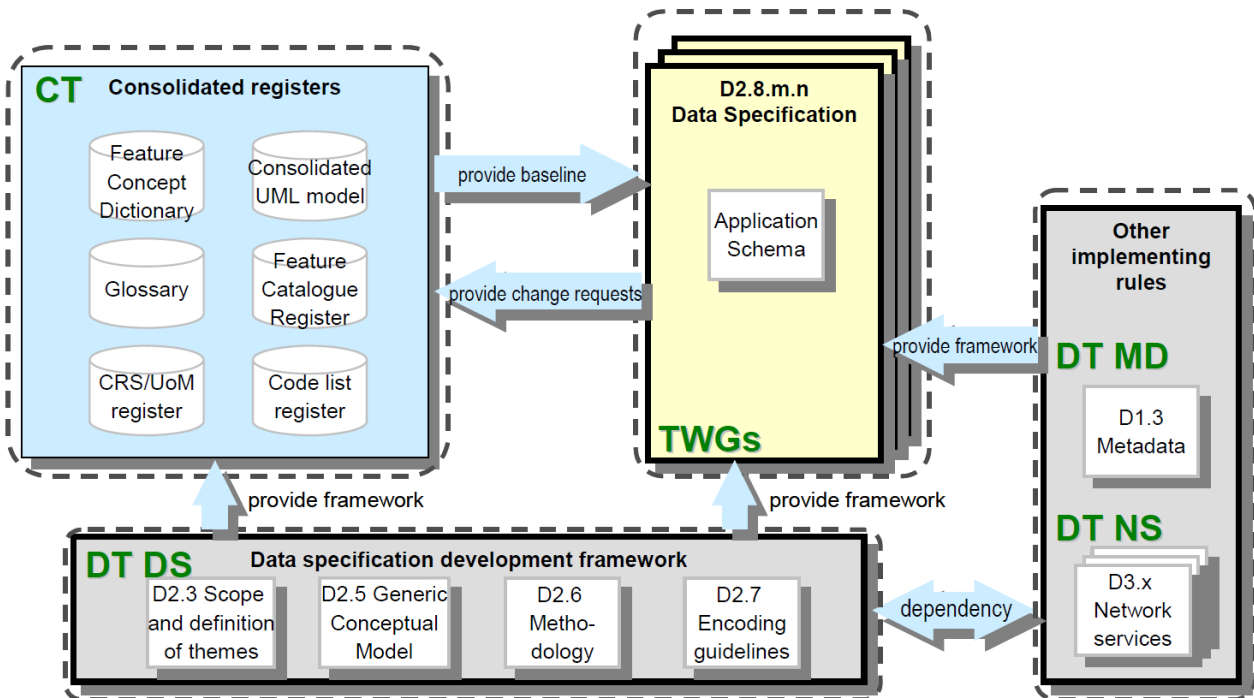 CT Consolidated registers
Feature
Concept
Dictionary
Consolidated
UML model
Glossary
Feature
Catalogue
Register
CRS/UoM
register
Code list
register
provide baseline
provide change requests
D2.8.m.n
Data Specification
Application
Schema
TWGs
provide framework
Other
implementing
rules
DT MD
D1.3
Metadata
DT NS
D3.x
Network
services
provide framework
provide framework
DT DS Data specification development framework
D2.3 Scope
and definition
of themes
D2.5 Generic
Conceptual
Model
D2.6
Metho-
dology
D2.7
Encoding
guidelines
dependency